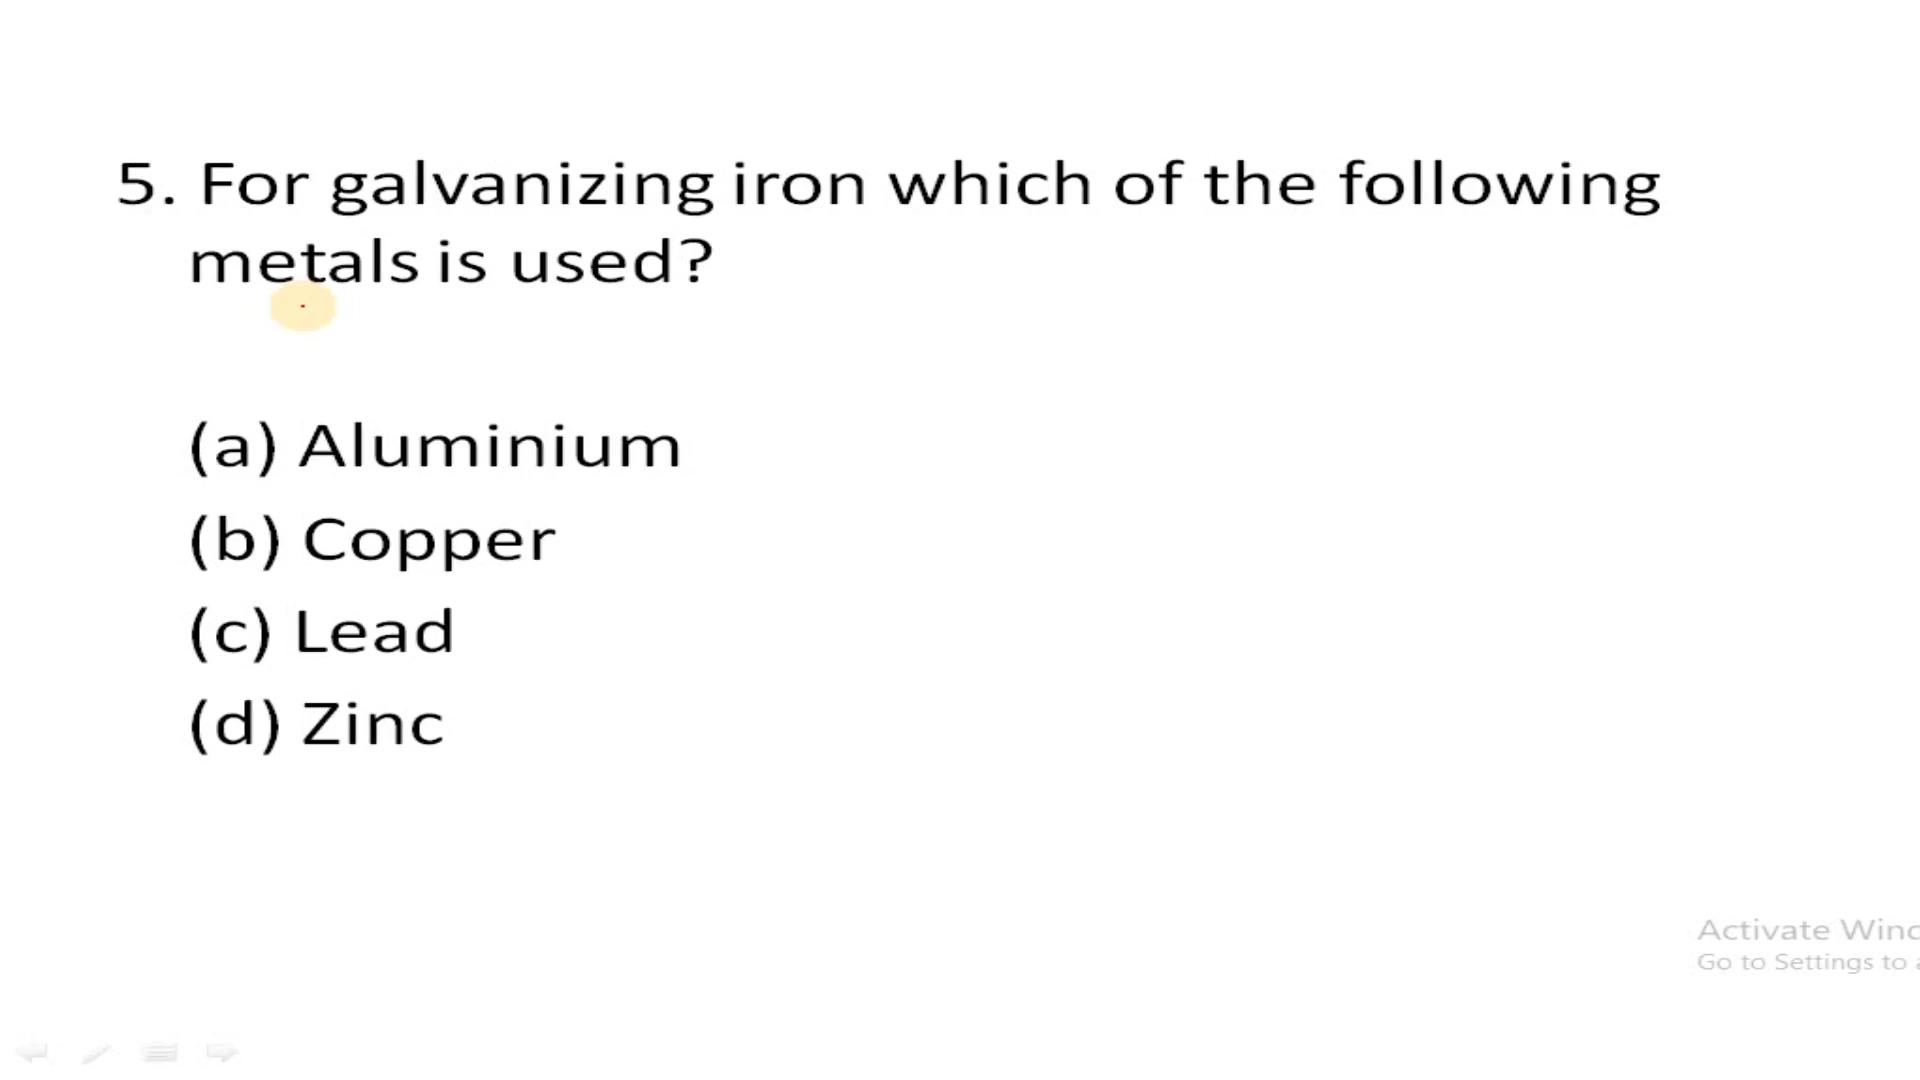 5. For galvanizing iron which of the following
metals is used?
(a) Aluminium
(b) Copper
(c) Lead
(d) Zinc
Activate
Go to Settings to